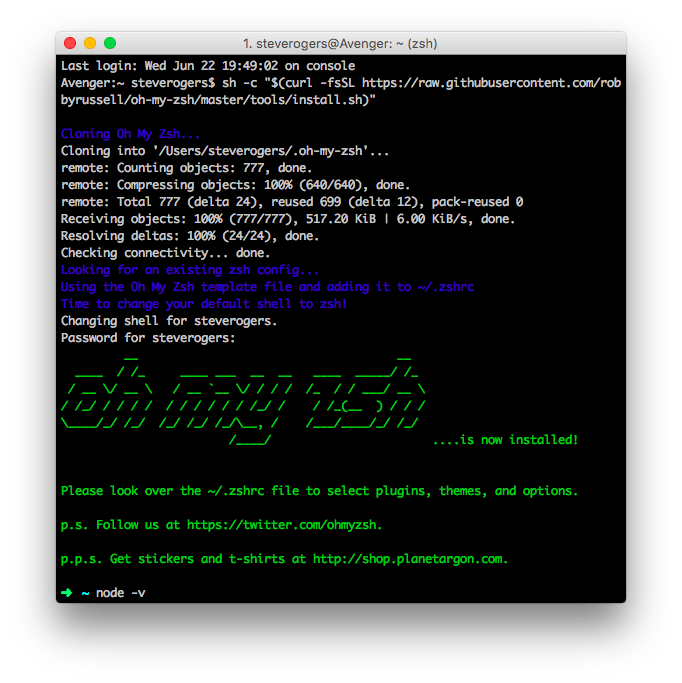 1. steverogers@Avenger: ~ (zsh)
Last login: Wed Jun 22 19:49:02 on console
Avenger:~ steverogers$ sh -c "$(curl -fsSL https://raw.githubusercontent.com/rob
byrussell/oh-my-zsh/master/tools/install.sh)"
Cloning Oh My Zsh...
Cloning into '/Users/steverogers/.oh-my-zsh'...
remote: Counting objects: 777, done.
remote: Compressing objects: 100% (640/640), done.
remote: Total 777 (delta 24), reused 699 (delta 12), pack-reused 0
Receiving objects: 100% (777/777), 517.20 KiB | 6.00 KiB/s, done.
Resolving deltas: 100% (24/24), done.
Checking connectivity... done.
Looking for an existing zsh config...
Using the Oh My Zsh template file and adding it to ~/.zshrc
Time to change your default shell to zsh!
Changing shell for steverogers.
Password for steverogers:
oh my zsh
....is now installed!
Please look over the ~/.zshrc file to select plugins, themes, and options.
p.s. Follow us at https://twitter.com/ohmyzsh.
p.p.s. Get stickers and t-shirts at http://shop.planetargon.com.
➜ ~ node -v